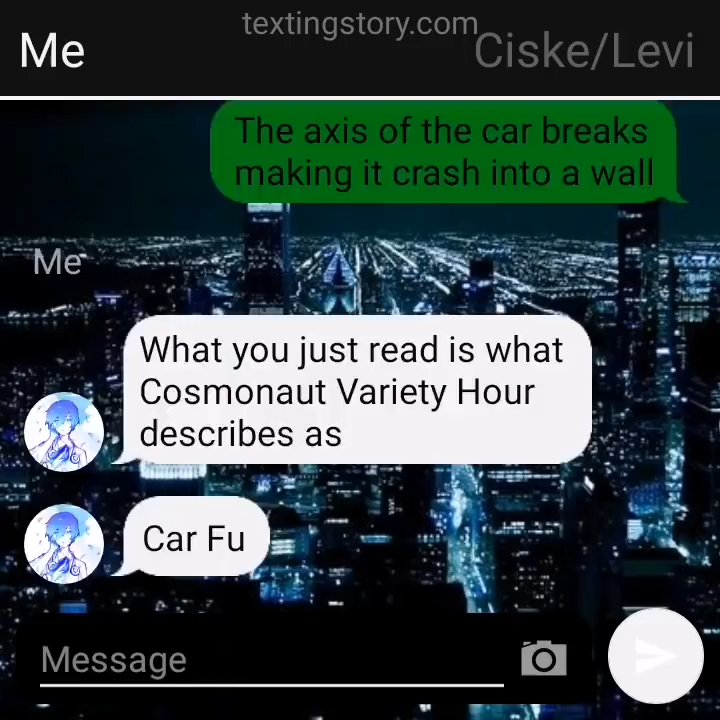 textingstory.com
Me
Ciske/Levi
The axis of the car breaks
making it crash into a wall
Me
What you just read is what
Cosmonaut Variety Hour
describes as
Car Fu
Message